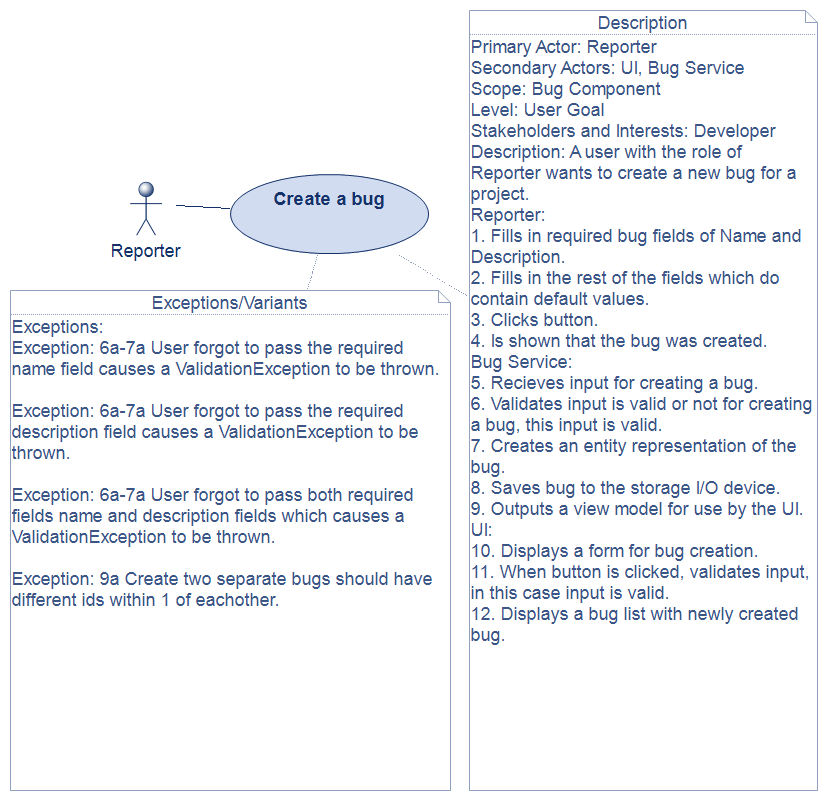 Description
Primary Actor: Reporter
Secondary Actors: UI, Bug Service
Scope: Bug Component
Level: User Goal
Stakeholders and Interests: Developer
Description: A user with the role of
Reporter wants to create a new bug for a
project.
Reporter:
1. Fills in required bug fields of Name and
Description.
2. Fills in the rest of the fields which do
contain default values.
3. Clicks button.
4. Is shown that the bug was created.
Bug Service:
5. Recieves input for creating a bug.
6. Validates input is valid or not for creating
a bug, this input is valid.
7. Creates an entity representation of the
bug.
8. Saves bug to the storage I/O device.
9. Outputs a view model for use by the UI.
UI:
10. Displays a form for bug creation.
11. When button is clicked, validates input,
in this case input is valid.
12. Displays a bug list with newly created
bug.
Create a bug
Reporter
Exceptions/Variants
Exceptions:
Exception: 6a-7a User forgot to pass the required
name field causes a ValidationException to be thrown.
Exception: 6a-7a User forgot to pass the required
description field causes a ValidationException to be
thrown.
Exception: 6a-7a User forgot to pass both required
fields name and description fields which causes a
ValidationException to be thrown.
Exception: 9a Create two separate bugs should have
different ids within 1 of eachother.